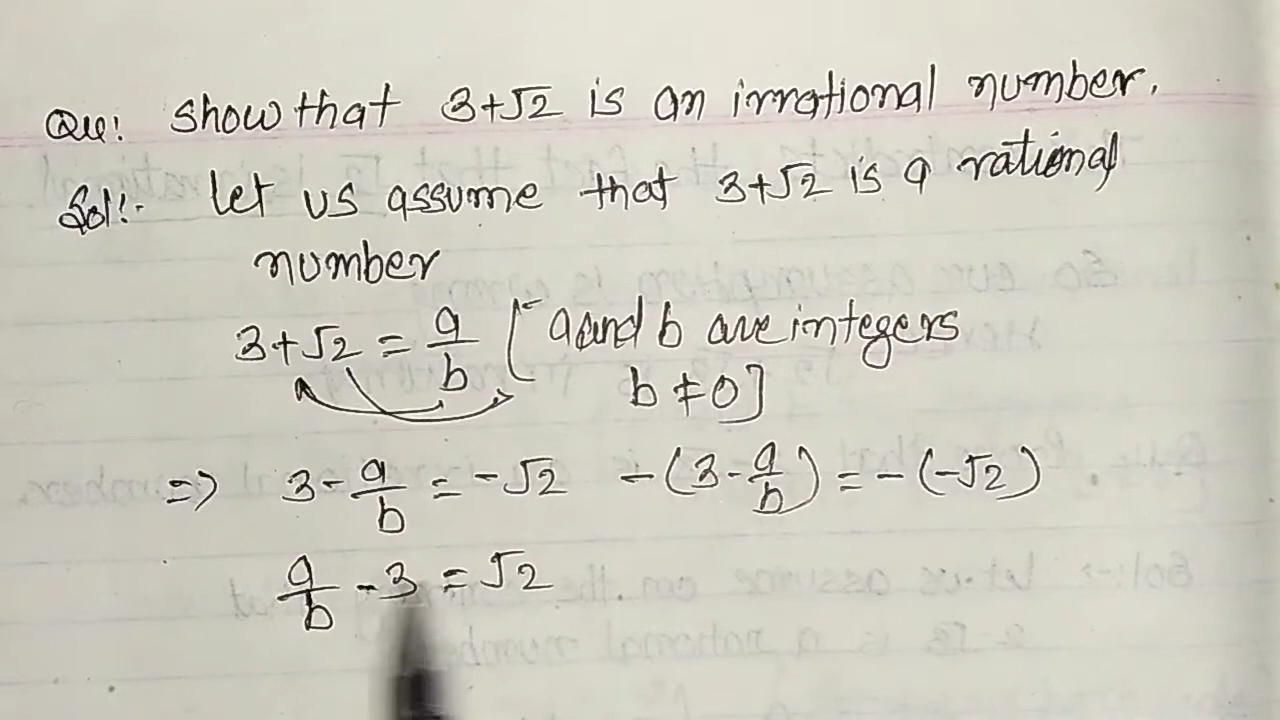 Que: Show that 3+√2 is an irrational number.
Sol:- let us assume that 3+√2 is a rational
number
3+√2 = a/b [a and b are integers
b ≠ 0]
=> 3 - a/b = -√2 -(3 - a/b) = -(-√2)
a/b - 3 = √2